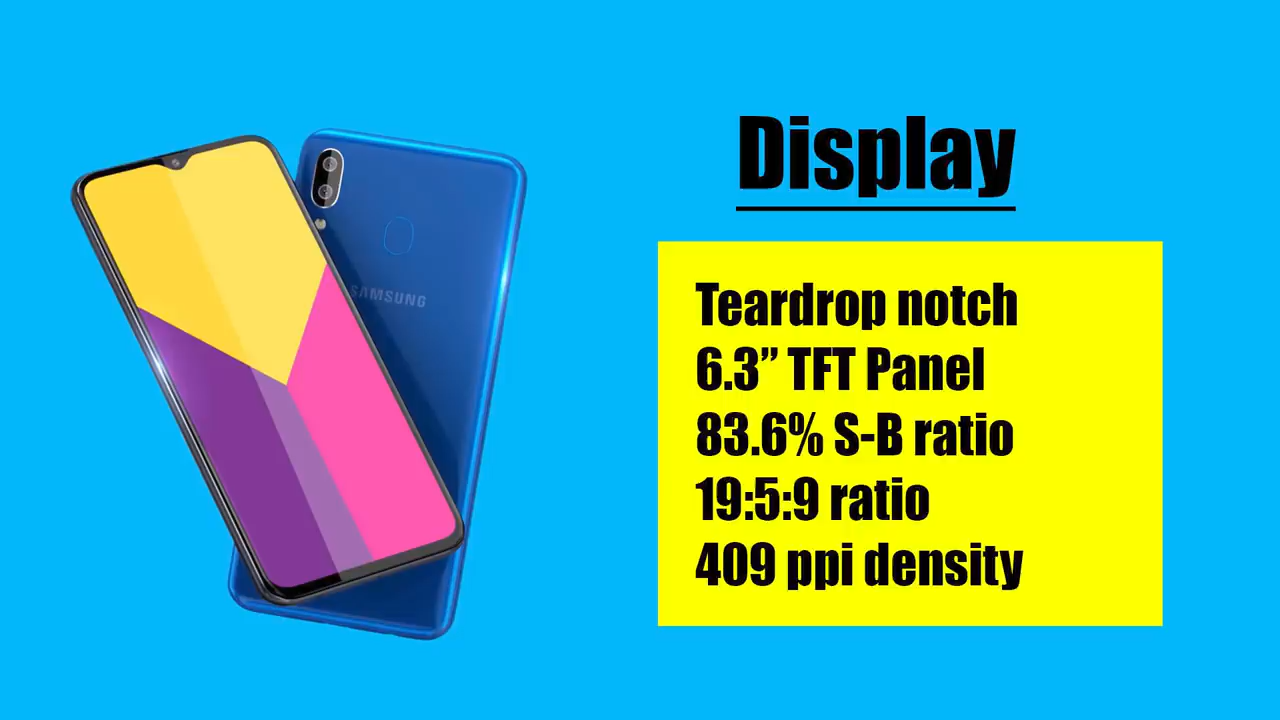 Display
SAMSUNG
Teardrop notch
6.3” TFT Panel
83.6% S-B ratio
19:5:9 ratio
409 ppi density